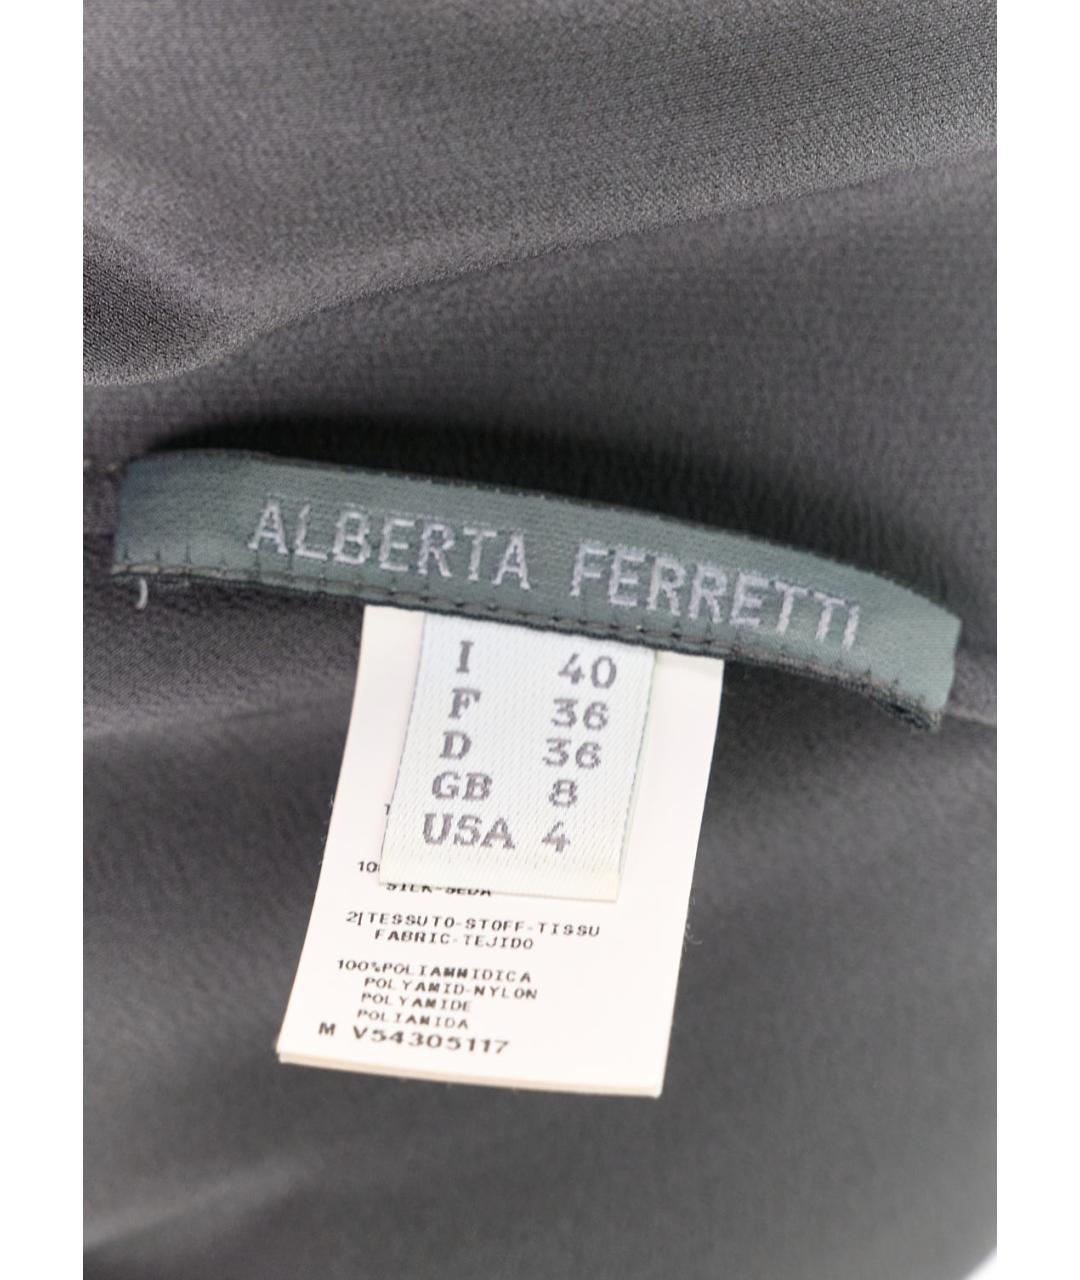 ALBERTA FERRETTI
I 40
F 36
D 36
GB 8
USA 4
SILK-SEDA
2|TESSUTO-STOFF-TISSU
FABRIC-TEJIDO
100%POLIAMMIDICA
POLYAMID-NYLON
POLYAMIDE
POLIAMIDA
M V54305117